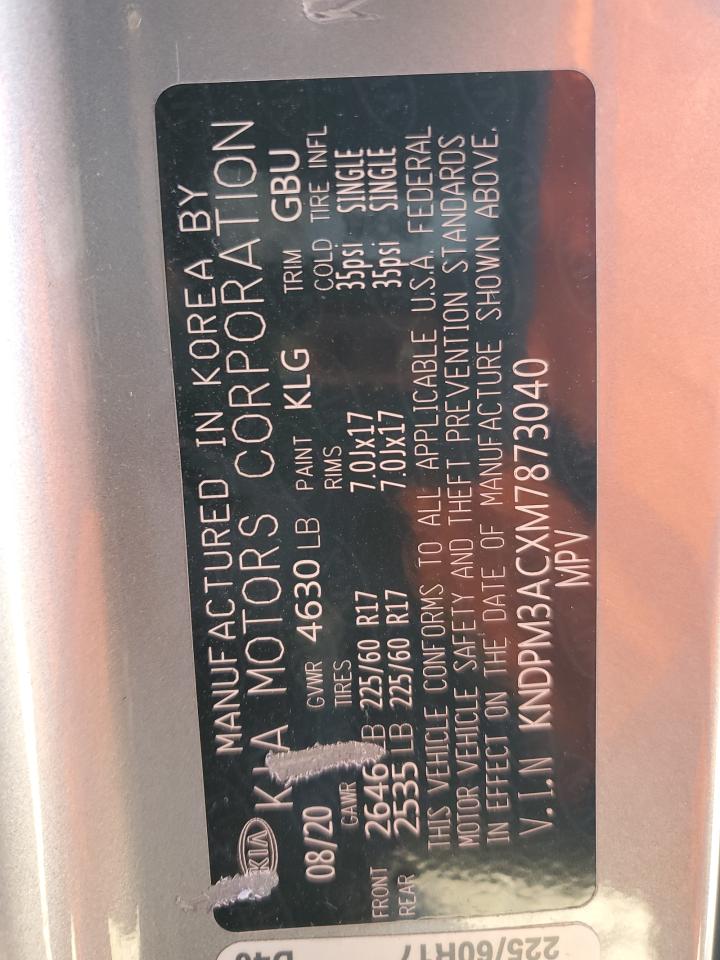 MANUFACTURED IN KOREA BY
KIA KIA MOTORS CORPORATION
08/20 GVWR 4630 LB PAINT KLG TRIM GBU
GAWR TIRES RIMS COLD TIRE INFL
FRONT 2646 LB 225/60 R17 7.0Jx17 35psi SINGLE
REAR 2535 LB 225/60 R17 7.0Jx17 35psi SINGLE
THIS VEHICLE CONFORMS TO ALL APPLICABLE U.S.A. FEDERAL
MOTOR VEHICLE SAFETY AND THEFT PREVENTION STANDARDS
IN EFFECT ON THE DATE OF MANUFACTURE SHOWN ABOVE.
V.I.N KNDPM3ACXM7873040
MPV
225/60R17